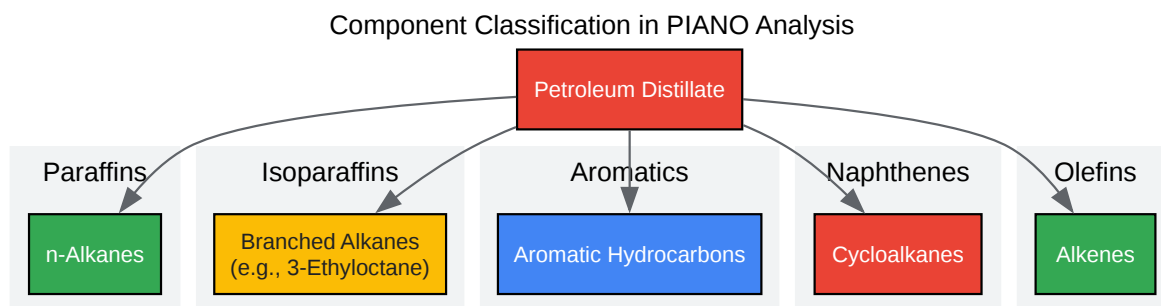 Component Classification in PIANO Analysis
Petroleum Distillate
Paraffins
Isoparaffins
Aromatics
Naphthenes
Olefins
n-Alkanes
Branched Alkanes
(e.g., 3-Ethyloctane)
Aromatic Hydrocarbons
Cycloalkanes
Alkenes